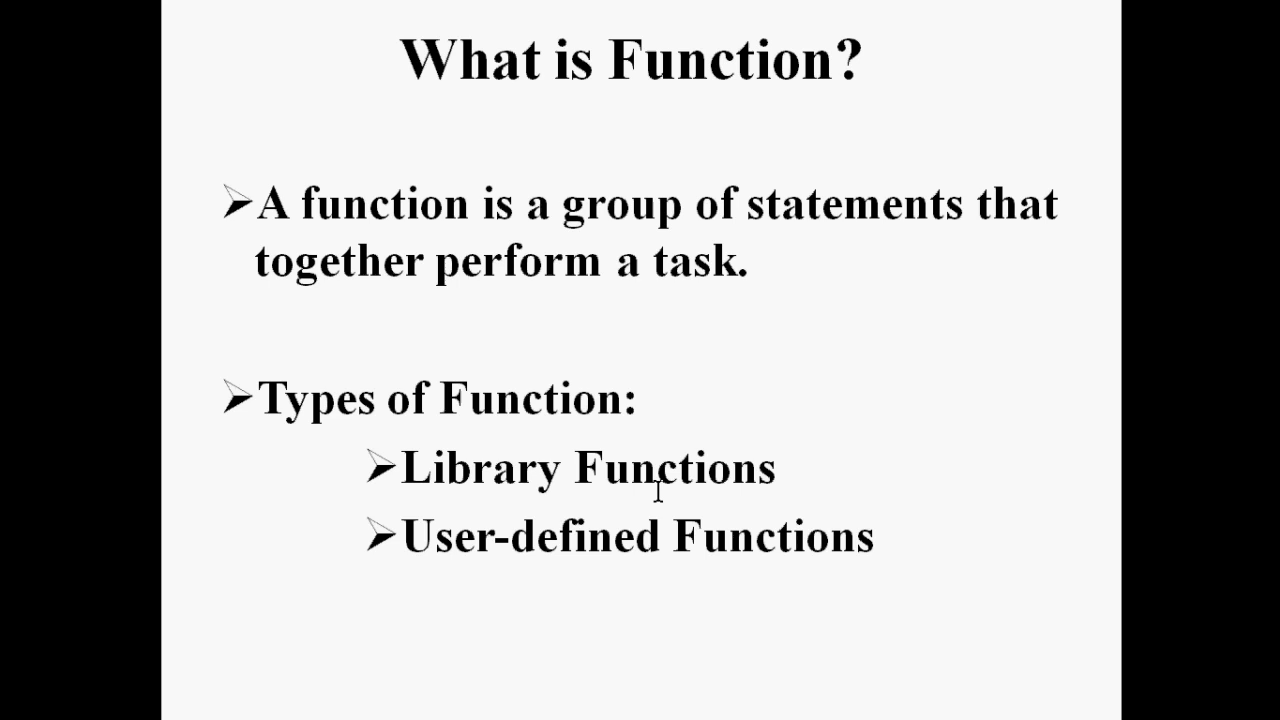 What is Function?
➢A function is a group of statements that
together perform a task.
➢Types of Function:
➢Library Functions
➢User-defined Functions